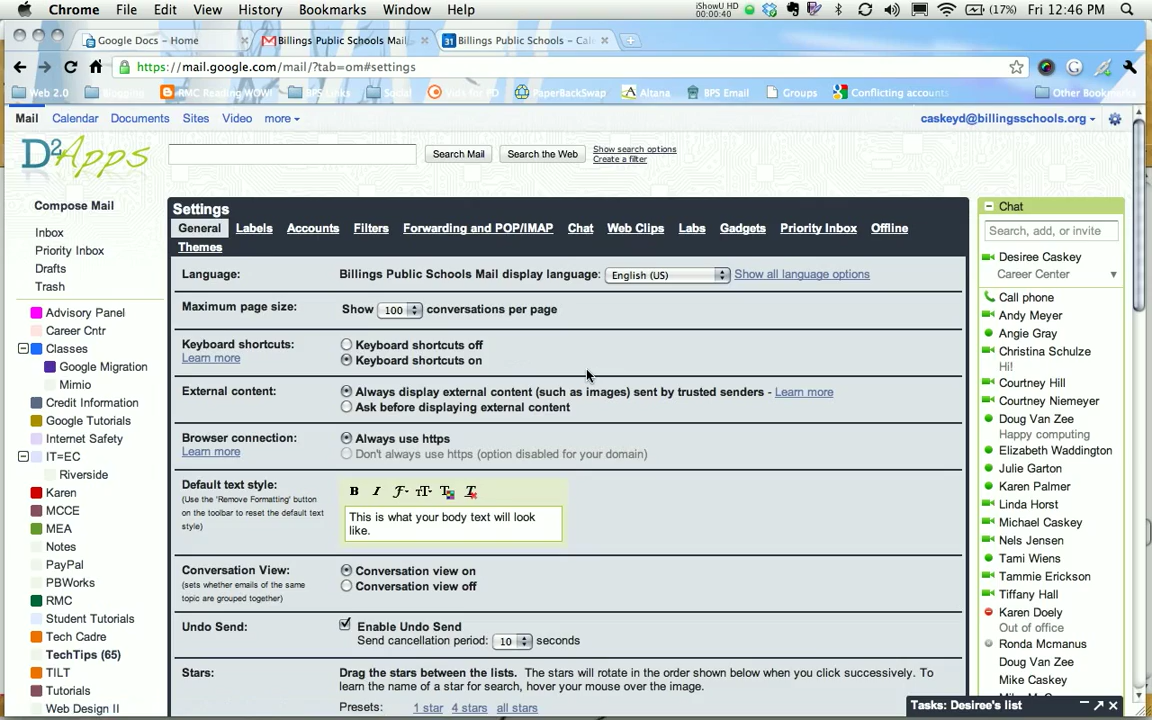 Chrome File Edit View History Bookmarks Window Help iShowU HD 00:00:40 (17%) Fri 12:46 PM
Google Docs - Home × Billings Public Schools Mail × Billings Public Schools – Cale ×
https://mail.google.com/mail/?tab=om#settings
Web 2.0 Blogging RMC Reading WOW! BPS Links Social Vids for PD PaperBackSwap Altana BPS Email Groups Conflicting accounts Other Bookmarks
Mail Calendar Documents Sites Video more caskeyd@billingsschools.org
D2Apps Search Mail Search the Web Show search options
Create a filter
Compose Mail
Inbox
Priority Inbox
Drafts
Trash
Advisory Panel
Career Cntr
Classes
Google Migration
Mimio
Credit Information
Google Tutorials
Internet Safety
IT=EC
Riverside
Karen
MCCE
MEA
Notes
PayPal
PBWorks
RMC
Student Tutorials
Tech Cadre
TechTips (65)
TILT
Tutorials
Web Design II
Settings
General Labels Accounts Filters Forwarding and POP/IMAP Chat Web Clips Labs Gadgets Priority Inbox Offline
Themes
Language: Billings Public Schools Mail display language: English (US) Show all language options
Maximum page size: Show 100 conversations per page
Keyboard shortcuts: Keyboard shortcuts off
Learn more Keyboard shortcuts on
External content: Always display external content (such as images) sent by trusted senders - Learn more
Ask before displaying external content
Browser connection: Always use https
Learn more Don't always use https (option disabled for your domain)
Default text style:
(Use the 'Remove Formatting' button
on the toolbar to reset the default text
style)
B I F TT T T
This is what your body text will look
like.
Conversation View: Conversation view on
(sets whether emails of the same Conversation view off
topic are grouped together)
Undo Send: Enable Undo Send
Send cancellation period: 10 seconds
Stars: Drag the stars between the lists. The stars will rotate in the order shown below when you click successively. To
learn the name of a star for search, hover your mouse over the image.
Presets: 1 star 4 stars all stars
Chat
Search, add, or invite
Desiree Caskey
Career Center
Call phone
Andy Meyer
Angie Gray
Christina Schulze
Hi!
Courtney Hill
Courtney Niemeyer
Doug Van Zee
Happy computing
Elizabeth Waddington
Julie Garton
Karen Palmer
Linda Horst
Michael Caskey
Nels Jensen
Tami Wiens
Tammie Erickson
Tiffany Hall
Karen Doely
Out of office
Ronda Mcmanus
Doug Van Zee
Mike Caskey
Tasks: Desiree's list